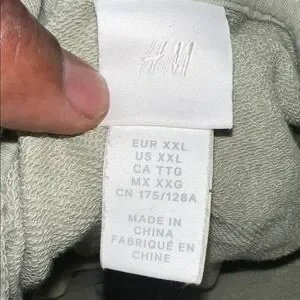 H&M
EUR XXL
US XXL
CA TTG
MX XXG
CN 175/128A
MADE IN
CHINA
FABRIQUÉ EN
CHINE